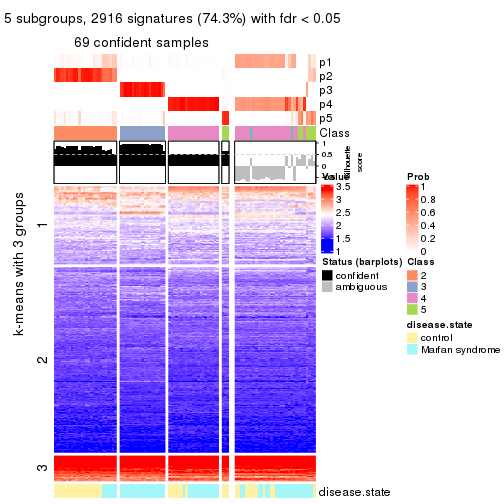 5 subgroups, 2916 signatures (74.3%) with fdr < 0.05
69 confident samples
p1
p2
p3
p4
p5
Class
1
0.5
0
Silhouette
score
k-means with 3 groups
1
2
3
Value
3.5
3
2.5
2
1.5
1
Prob
1
0.8
0.6
0.4
0.2
0
Status (barplots)
confident
ambiguous
Class
2
3
4
5
disease.state
control
Marfan syndrome
disease.state